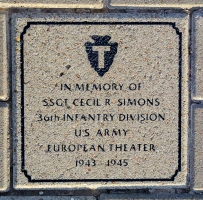 T
IN MEMORY OF
SSGT CECIL R. SIMONS
36th INFANTRY DIVISION
U.S. ARMY
EUROPEAN THEATER
1943 - 1945